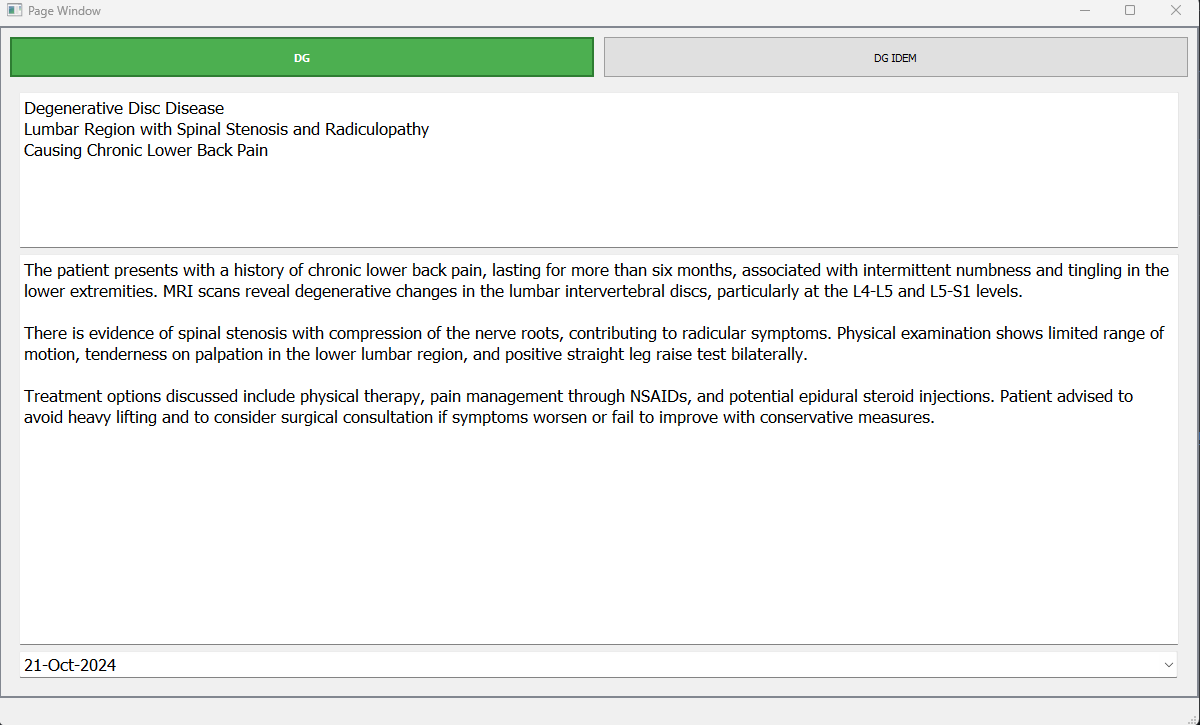 Page Window
DG
DG IDEM
Degenerative Disc Disease
Lumbar Region with Spinal Stenosis and Radiculopathy
Causing Chronic Lower Back Pain
The patient presents with a history of chronic lower back pain, lasting for more than six months, associated with intermittent numbness and tingling in the
lower extremities. MRI scans reveal degenerative changes in the lumbar intervertebral discs, particularly at the L4-L5 and L5-S1 levels.
There is evidence of spinal stenosis with compression of the nerve roots, contributing to radicular symptoms. Physical examination shows limited range of
motion, tenderness on palpation in the lower lumbar region, and positive straight leg raise test bilaterally.
Treatment options discussed include physical therapy, pain management through NSAIDs, and potential epidural steroid injections. Patient advised to
avoid heavy lifting and to consider surgical consultation if symptoms worsen or fail to improve with conservative measures.
21-Oct-2024